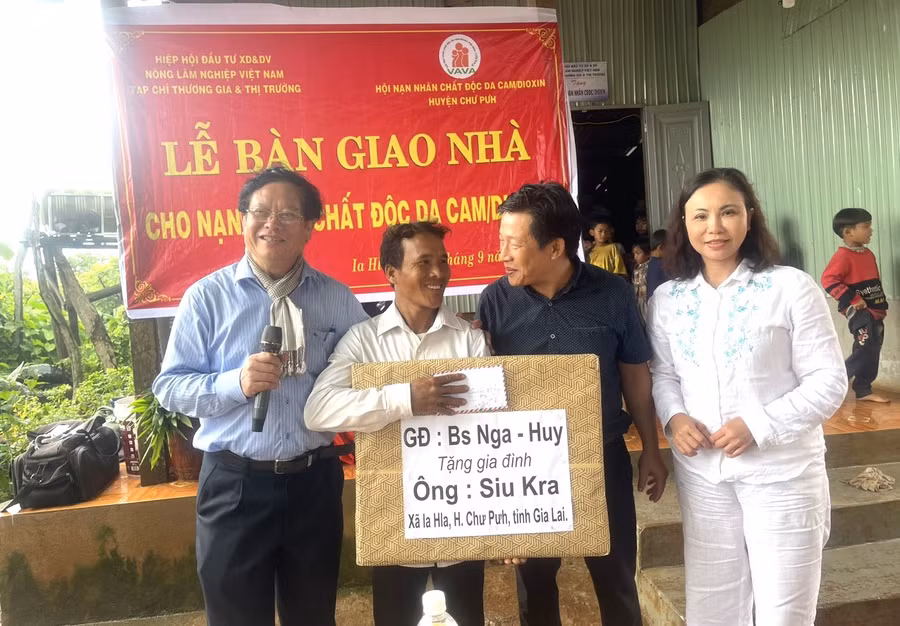 HIỆP HỘI ĐẦU TƯ XD&DV
NÔNG LÂM NGHIỆP VIỆT NAM
TẠP CHÍ THƯƠNG GIA & THỊ TRƯỜNG
VAVA
HỘI NẠN NHÂN CHẤT ĐỘC DA CAM/DIOXIN
HUYỆN CHƯ PƯH
LỄ BÀN GIAO NHÀ
CHO NẠN CHẤT ĐỘC DA CAM/D
Ia H 9 n
GĐ : Bs Nga - Huy
Tặng gia đình
Ông : Siu Kra
Xã Ia Hla, H. Chư Pưh, tỉnh Gia Lai.